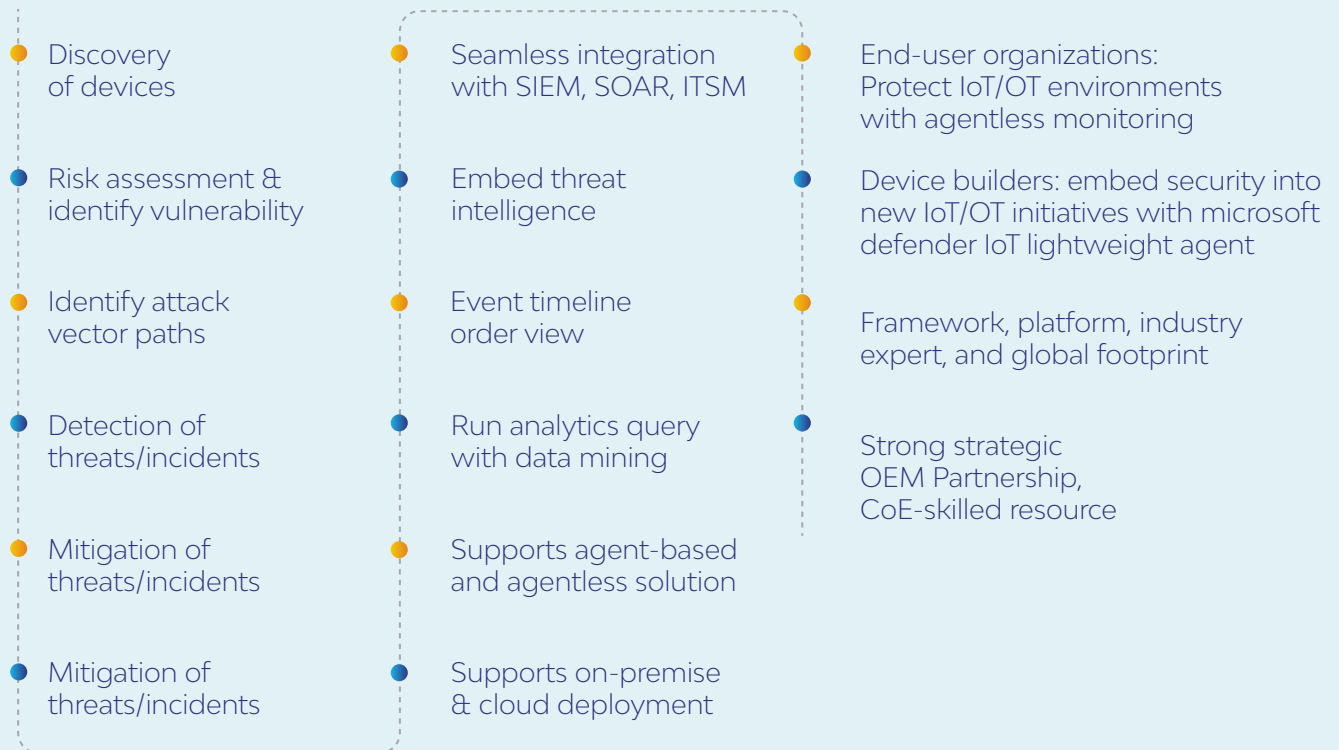 Discovery
of devices
Risk assessment &
identify vulnerability
Identify attack
vector paths
Detection of
threats/incidents
Mitigation of
threats/incidents
Mitigation of
threats/incidents
Seamless integration
with SIEM, SOAR, ITSM
Embed threat
intelligence
Event timeline
order view
Run analytics query
with data mining
Supports agent-based
and agentless solution
Supports on-premise
& cloud deployment
End-user organizations:
Protect IoT/OT environments
with agentless monitoring
Device builders: embed security into
new IoT/OT initiatives with microsoft
defender IoT lightweight agent
Framework, platform, industry
expert, and global footprint
Strong strategic
OEM Partnership,
CoE-skilled resource